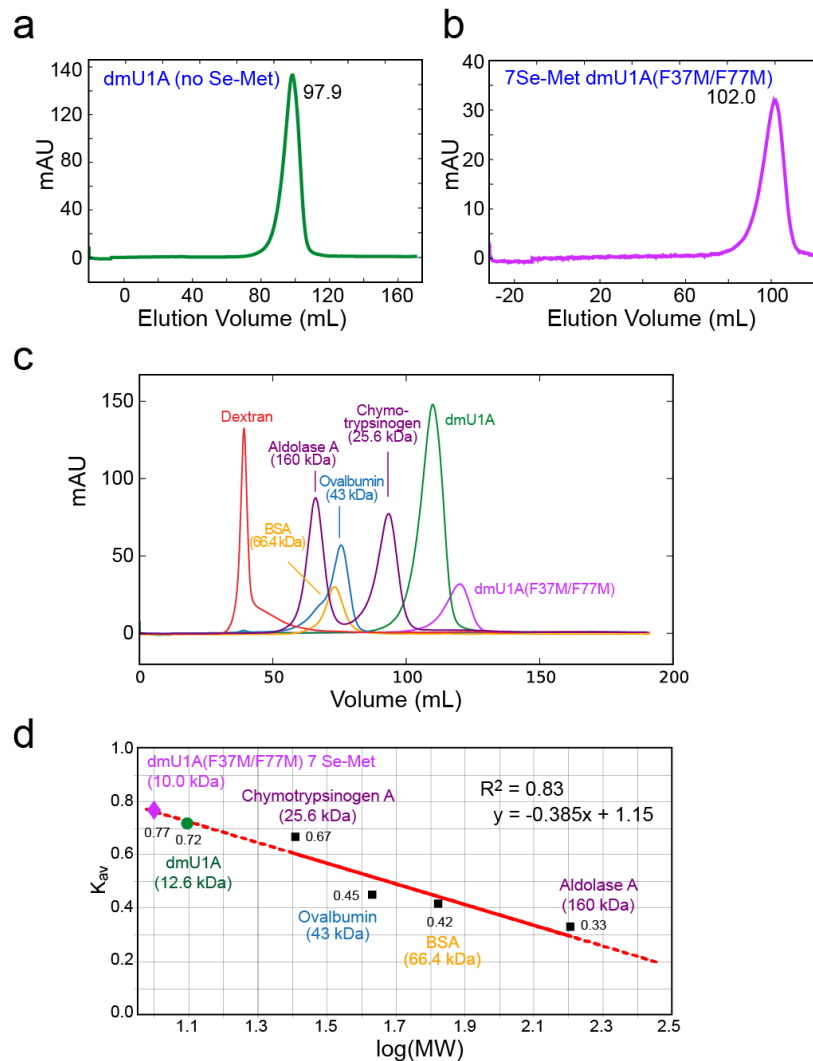 a
dmU1A (no Se-Met)
97.9
mAU
140
120
80
40
0
0 40 80 120 160
Elution Volume (mL)
b
7Se-Met dmU1A(F37M/F77M)
102.0
mAU
40
30
20
10
0
-20 20 60 100
Elution Volume (mL)
c
Dextran
Aldolase A
(160 kDa)
BSA
(66.4 kDa)
Ovalbumin
(43 kDa)
Chymo-
trypsinogen
(25.6 kDa)
dmU1A
dmU1A(F37M/F77M)
mAU
150
100
50
0
0 50 100 150 200
Volume (mL)
d
dmU1A(F37M/F77M) 7 Se-Met
(10.0 kDa)
0.77
0.72
dmU1A
(12.6 kDa)
Chymotrypsinogen A
(25.6 kDa)
0.67
0.45
Ovalbumin
(43 kDa)
0.42
BSA
(66.4 kDa)
Aldolase A
(160 kDa)
0.33
R2 = 0.83
y = -0.385x + 1.15
Kav
1.0
0.8
0.6
0.4
0.2
0.0
1.1 1.3 1.5 1.7 1.9 2.1 2.3 2.5
log(MW)